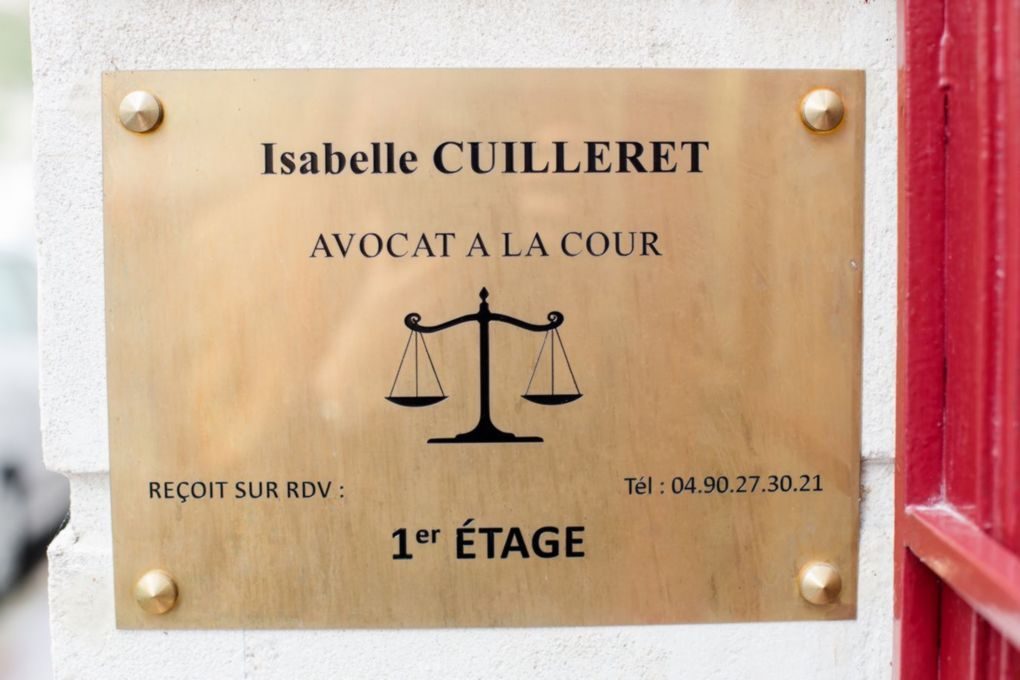 Isabelle CUILLERET
AVOCAT A LA COUR
REÇOIT SUR RDV : Tél : 04.90.27.30.21
1er ÉTAGE